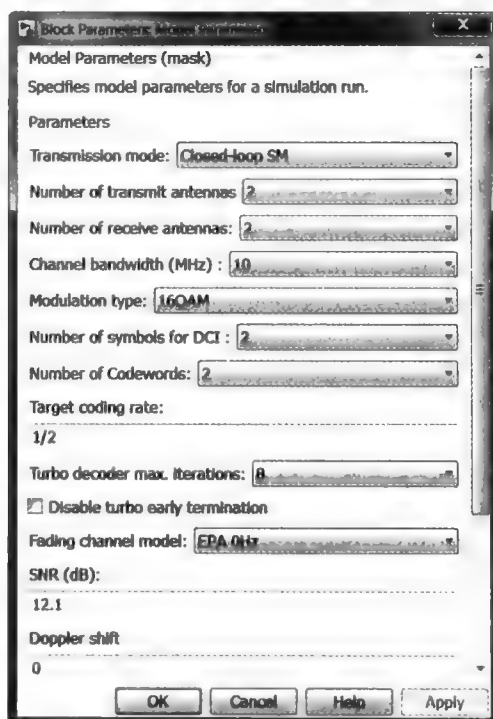 Block Parameters: Model Parameters
X
Model Parameters (mask)
Specifies model parameters for a simulation run.
Parameters
Transmission mode: Closed-loop SM
Number of transmit antennas 2
Number of receive antennas: 2
Channel bandwidth (MHz) : 10
Modulation type: 16QAM
Number of symbols for DCI : 2
Number of Codewords: 2
Target coding rate:
1/2
Turbo decoder max. iterations: 8
Disable turbo early termination
Fading channel model: EPA 0Hz
SNR (dB):
12.1
Doppler shift
0
OK Cancel Help Apply